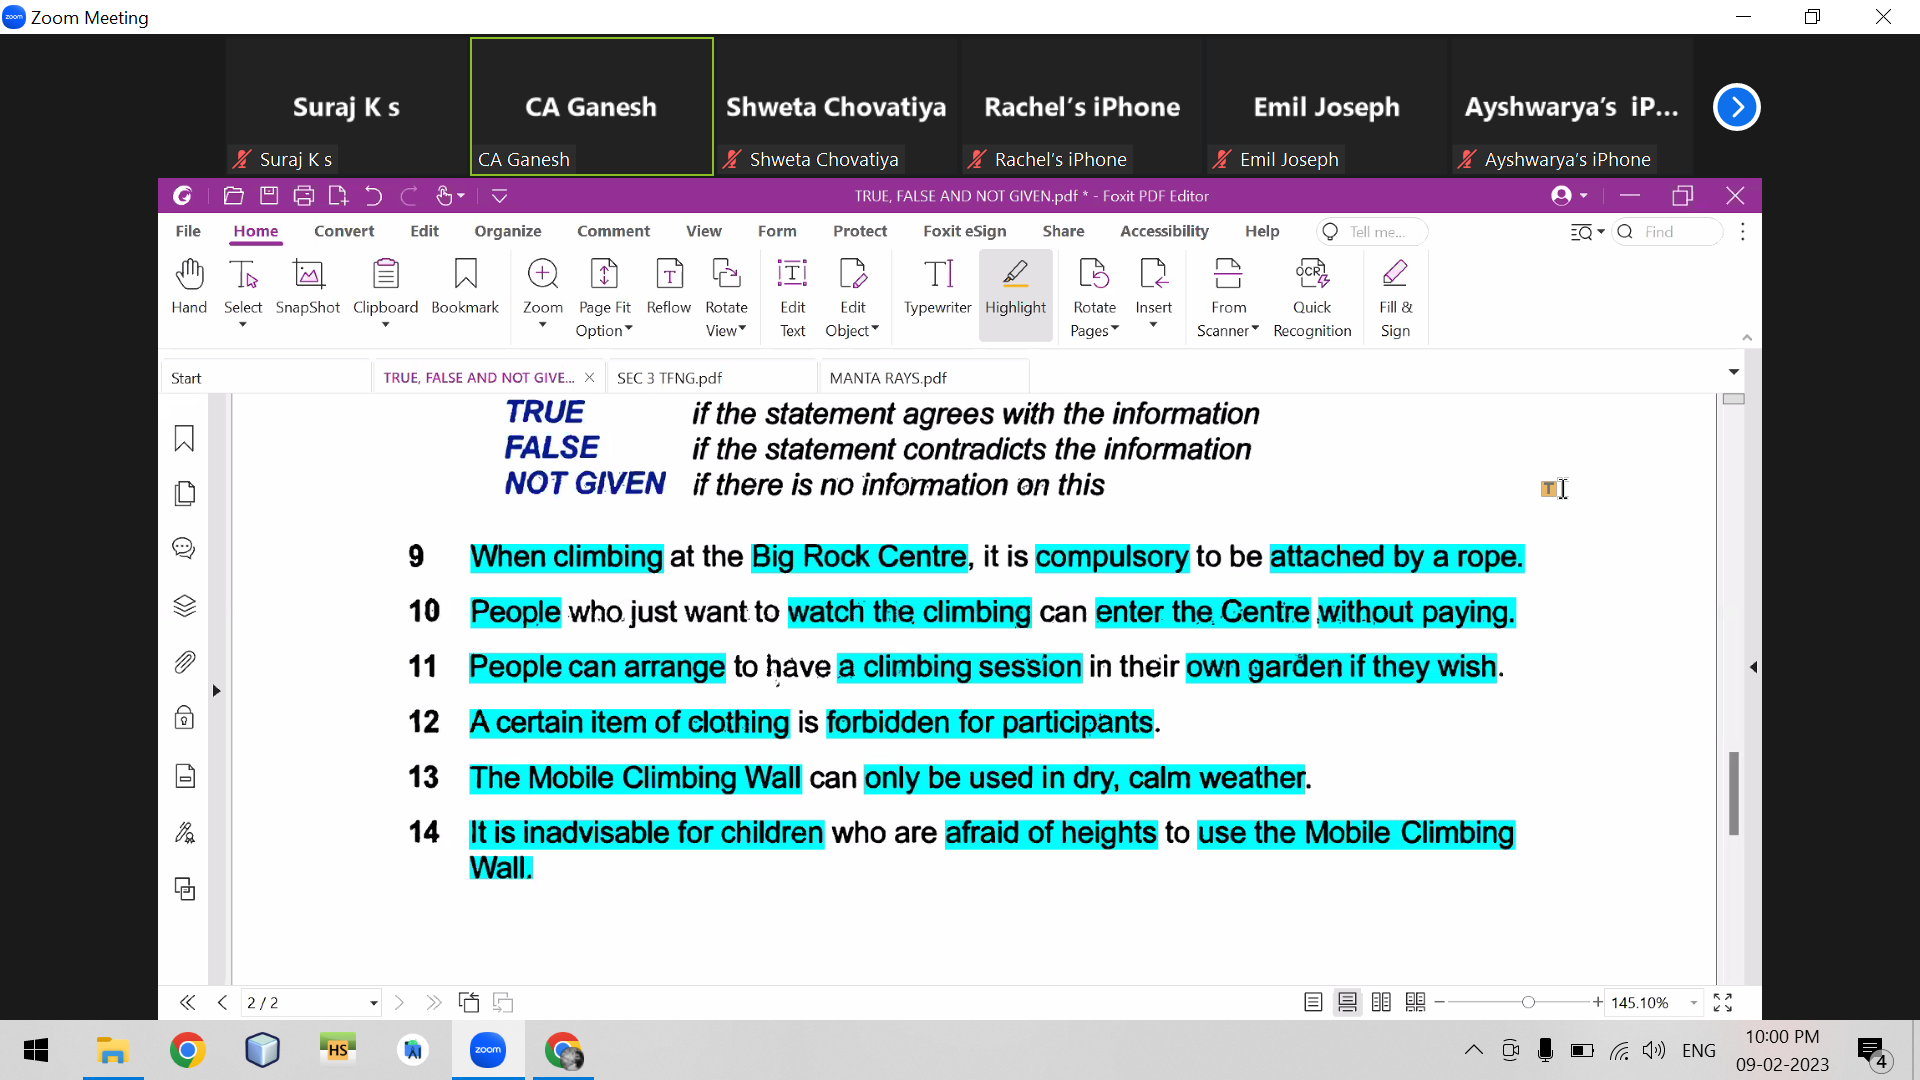 Zoom Meeting
Suraj K s
CA Ganesh
Shweta Chovatiya
Rachel's iPhone
Emil Joseph
Ayshwarya's iP...
Suraj K s
CA Ganesh
Shweta Chovatiya
Rachel's iPhone
Emil Joseph
Ayshwarya's iPhone
TRUE, FALSE AND NOT GIVEN.pdf * - Foxit PDF Editor
File Home Convert Edit Organize Comment View Form Protect Foxit eSign Share Accessibility Help Tell me... Find
Hand Select SnapShot Clipboard Bookmark Zoom Page Fit Option Reflow Rotate View Edit Text Edit Object Typewriter Highlight Rotate Pages Insert From Scanner Quick Recognition Fill & Sign
Start TRUE, FALSE AND NOT GIVE... SEC 3 TFNG.pdf MANTA RAYS.pdf
TRUE if the statement agrees with the information
FALSE if the statement contradicts the information
NOT GIVEN if there is no information on this
9 When climbing at the Big Rock Centre, it is compulsory to be attached by a rope.
10 People who just want to watch the climbing can enter the Centre without paying.
11 People can arrange to have a climbing session in their own garden if they wish.
12 A certain item of clothing is forbidden for participants.
13 The Mobile Climbing Wall can only be used in dry, calm weather.
14 It is inadvisable for children who are afraid of heights to use the Mobile Climbing
Wall.
2 / 2
145.10%
HS
zoom
ENG
10:00 PM
09-02-2023
4